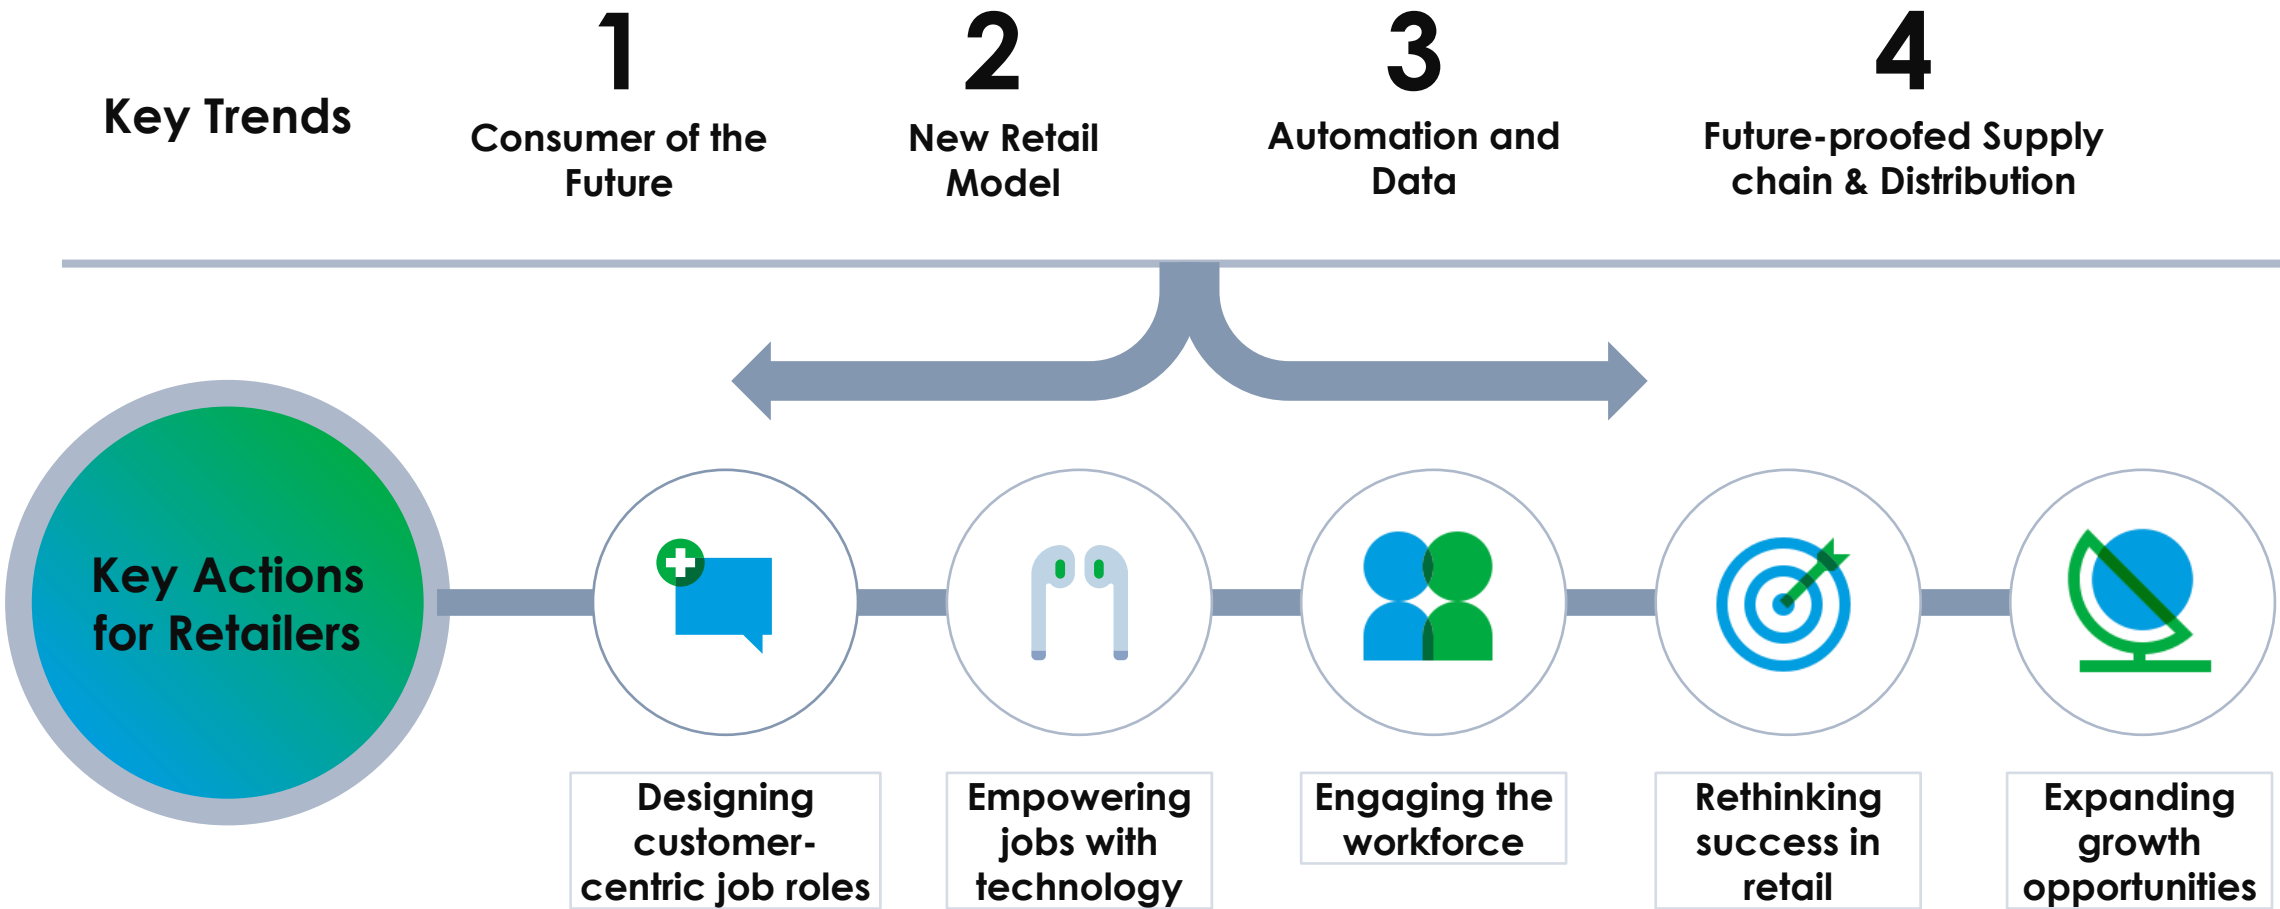 Key Trends
1
Consumer of the
Future
2
New Retail
Model
3
Automation and
Data
4
Future-proofed Supply
chain & Distribution
Key Actions
for Retailers
Designing
customer-
centric job roles
Empowering
jobs with
technology
Engaging the
workforce
Rethinking
success in
retail
Expanding
growth
opportunities